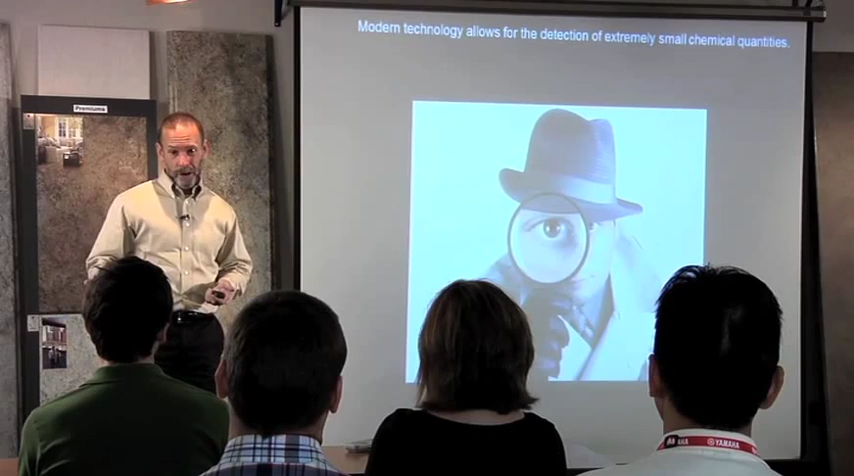 Modern technology allows for the detection of extremely small chemical quantities.
Premiums
YAMAHA